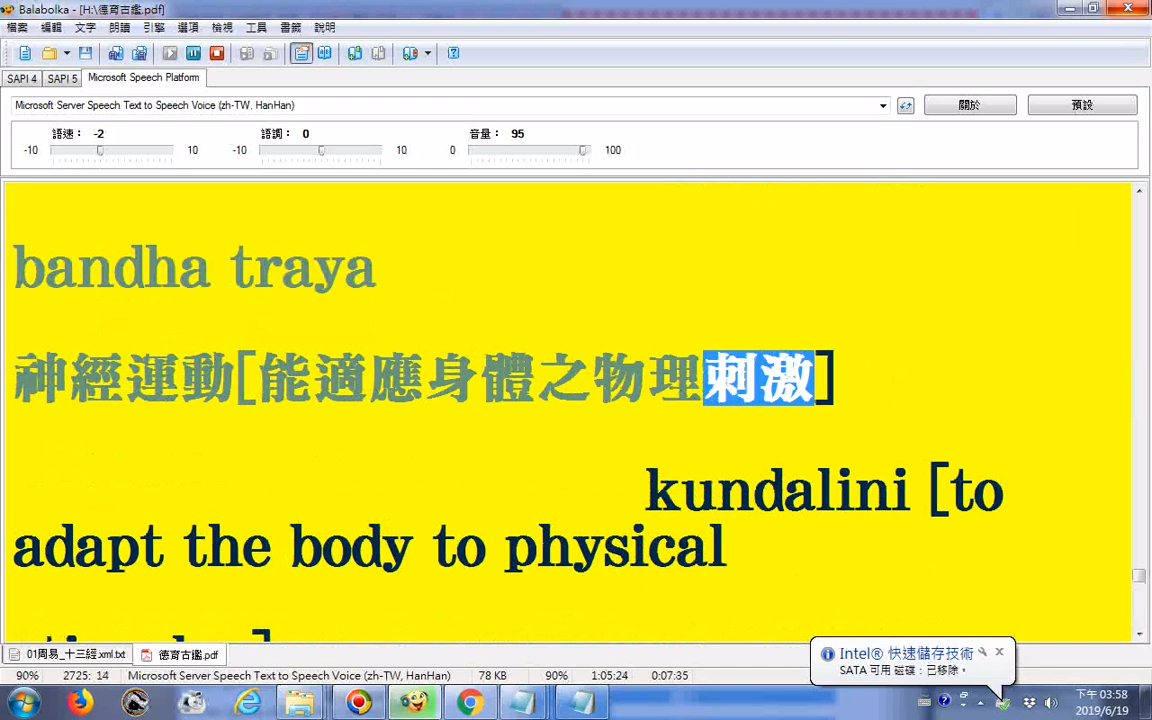 Balabolka - [H:\德育古鑑.pdf]
檔案 編輯 文字 朗讀 引擎 選項 檢視 工具 書籤 說明
SAPI 4 SAPI 5 Microsoft Speech Platform
Microsoft Server Speech Text to Speech Voice (zh-TW, HanHan) 關於 預設
語速： -2 語調： 0 音量： 95
-10 10 -10 10 0 100
bandha traya
神經運動[能適應身體之物理刺激]
kundalini [to
adapt the body to physical
Intel® 快速儲存技術
SATA 可用 磁碟：已移除。
01周易_十三經.xml.txt 德育古鑑.pdf
90% 2725: 14 Microsoft Server Speech Text to Speech Voice (zh-TW, HanHan) 78 KB 90% 1:05:24 0:07:35
下午 03:58
2019/6/19